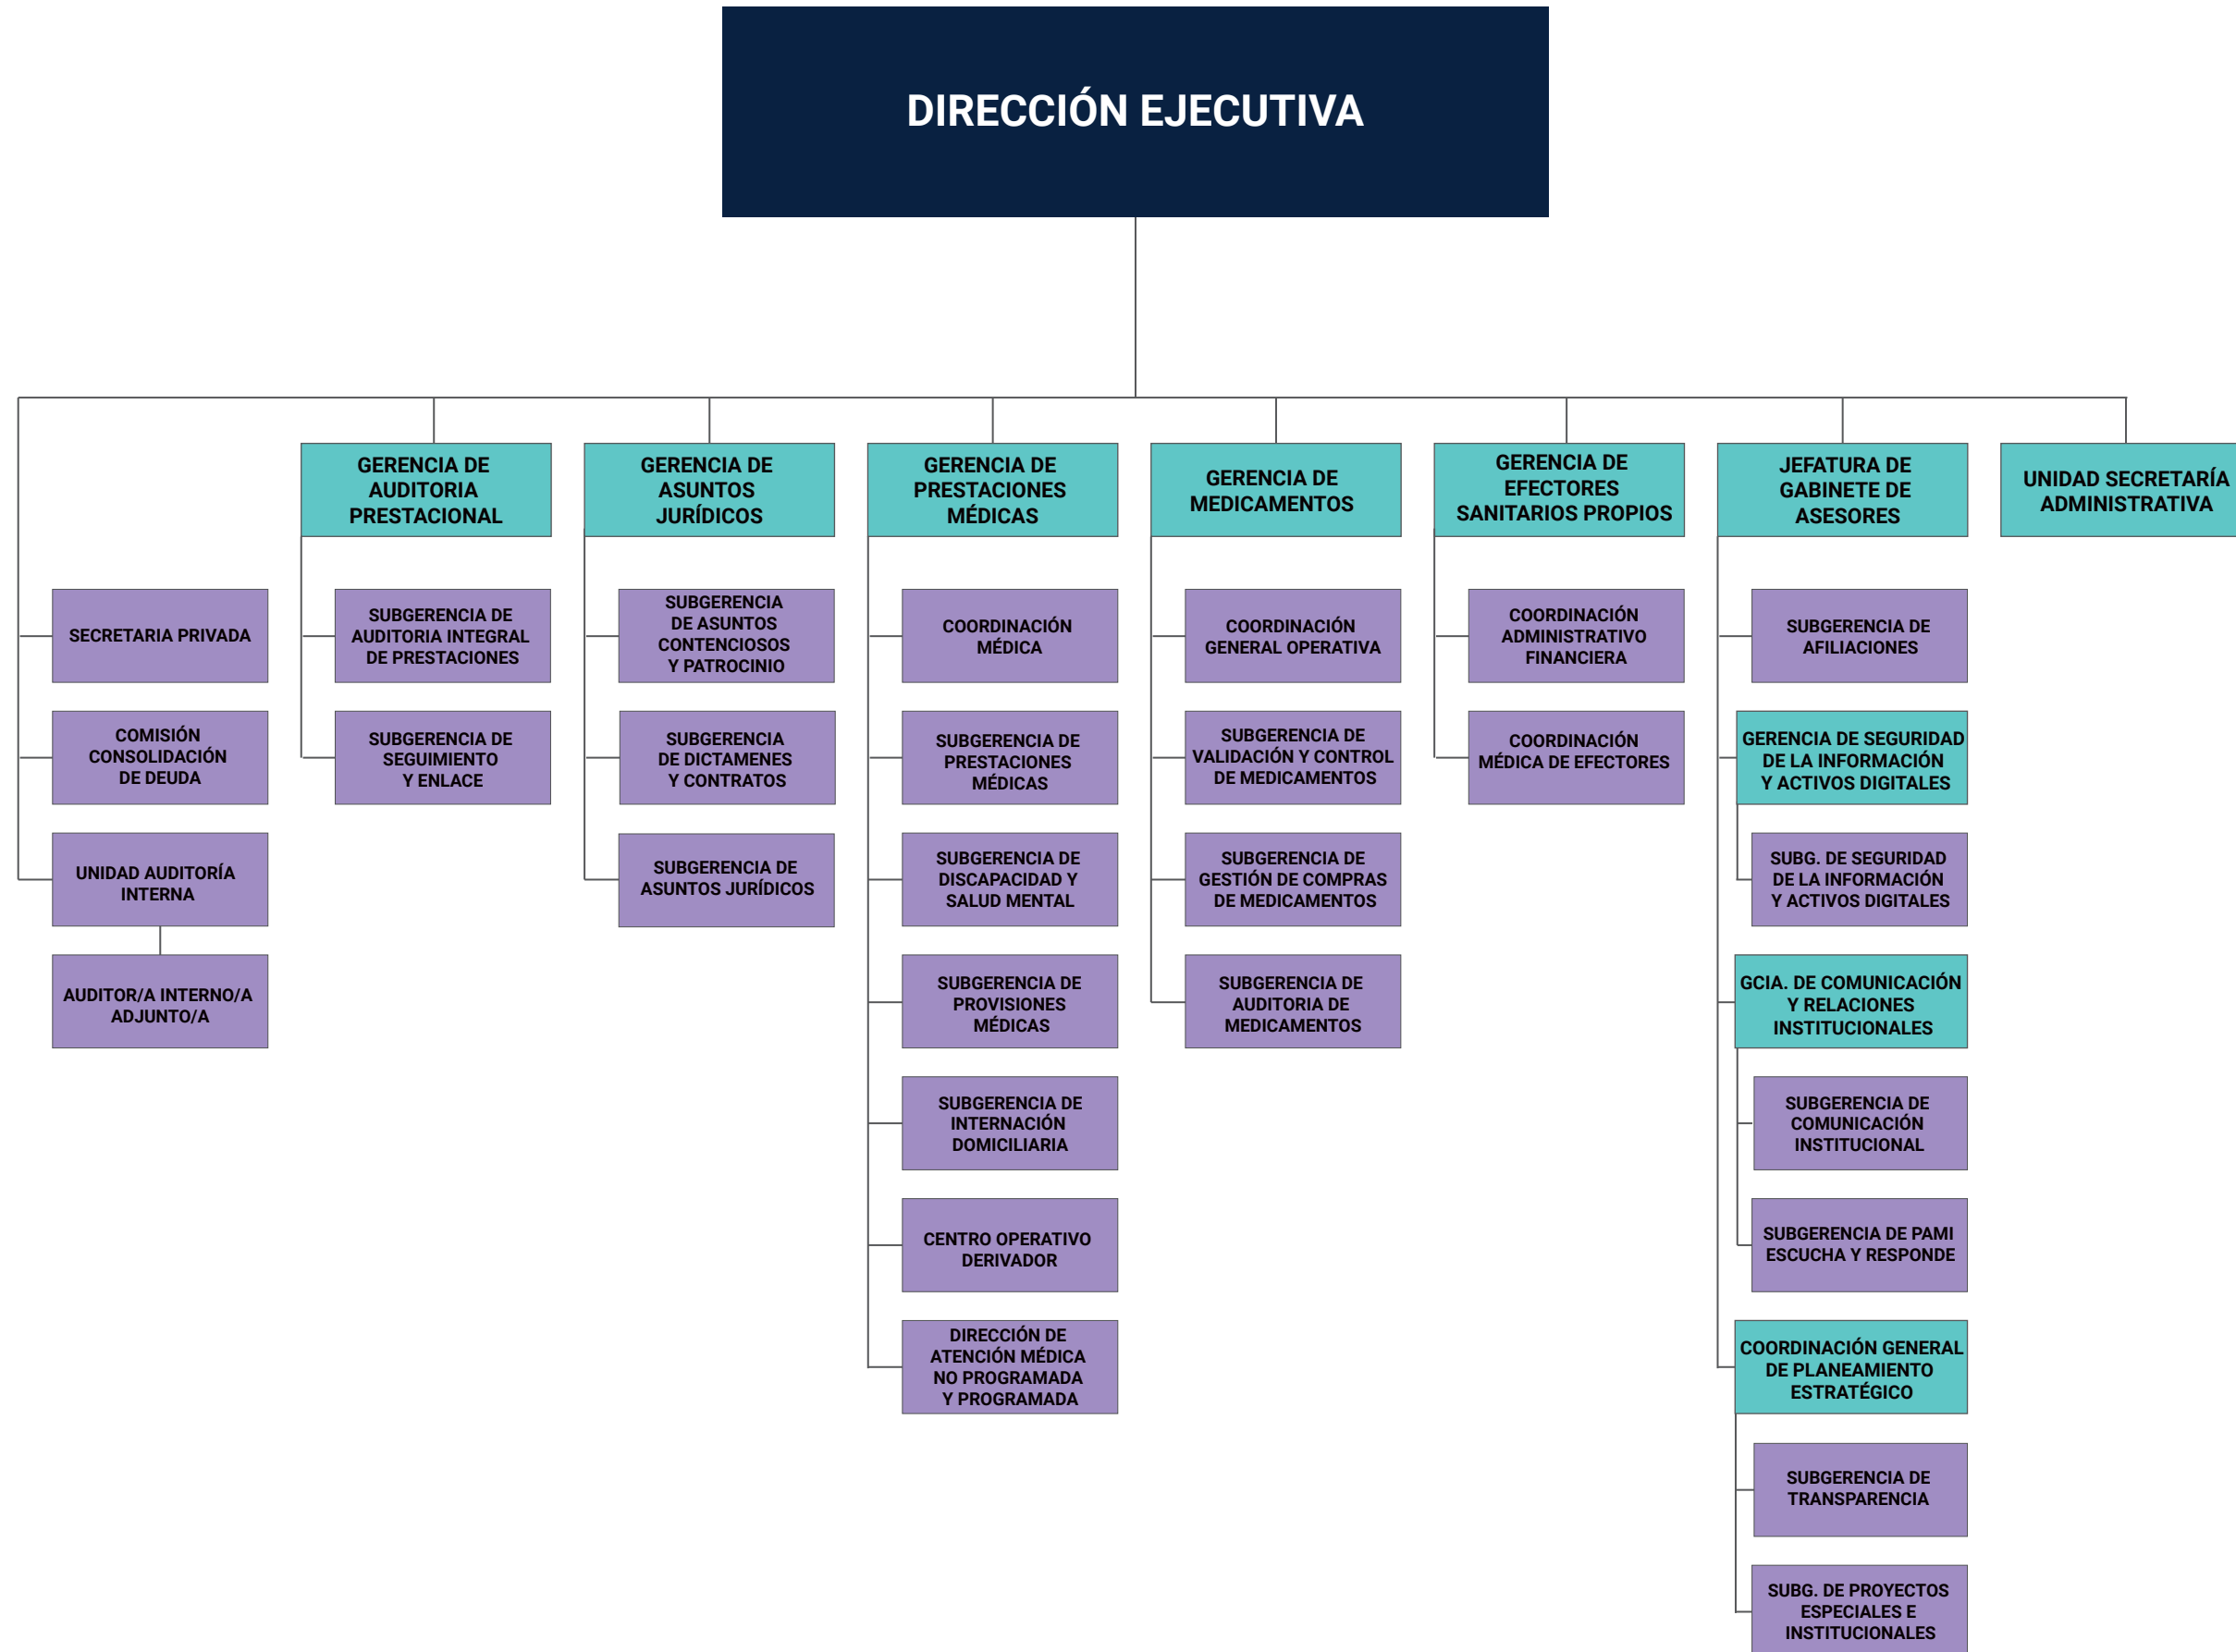 DIRECCIÓN EJECUTIVA
GERENCIA DE
AUDITORIA
PRESTACIONAL
GERENCIA DE
ASUNTOS
JURÍDICOS
GERENCIA DE
PRESTACIONES
MÉDICAS
GERENCIA DE
MEDICAMENTOS
GERENCIA DE
EFECTORES
SANITARIOS PROPIOS
JEFATURA DE
GABINETE DE
ASESORES
UNIDAD SECRETARÍA
ADMINISTRATIVA
SECRETARIA PRIVADA
COMISIÓN
CONSOLIDACIÓN
DE DEUDA
UNIDAD AUDITORÍA
INTERNA
AUDITOR/A INTERNO/A
ADJUNTO/A
SUBGERENCIA DE
AUDITORIA INTEGRAL
DE PRESTACIONES
SUBGERENCIA DE
SEGUIMIENTO
Y ENLACE
SUBGERENCIA
DE ASUNTOS
CONTENCIOSOS
Y PATROCINIO
SUBGERENCIA
DE DICTAMENES
Y CONTRATOS
SUBGERENCIA DE
ASUNTOS JURÍDICOS
COORDINACIÓN
MÉDICA
SUBGERENCIA DE
PRESTACIONES
MÉDICAS
SUBGERENCIA DE
DISCAPACIDAD Y
SALUD MENTAL
SUBGERENCIA DE
PROVISIONES
MÉDICAS
SUBGERENCIA DE
INTERNACIÓN
DOMICILIARIA
CENTRO OPERATIVO
DERIVADOR
DIRECCIÓN DE
ATENCIÓN MÉDICA
NO PROGRAMADA
Y PROGRAMADA
COORDINACIÓN
GENERAL OPERATIVA
SUBGERENCIA DE
VALIDACIÓN Y CONTROL
DE MEDICAMENTOS
SUBGERENCIA DE
GESTIÓN DE COMPRAS
DE MEDICAMENTOS
SUBGERENCIA DE
AUDITORIA DE
MEDICAMENTOS
COORDINACIÓN
ADMINISTRATIVO
FINANCIERA
COORDINACIÓN
MÉDICA DE EFECTORES
SUBGERENCIA DE
AFILIACIONES
GERENCIA DE SEGURIDAD
DE LA INFORMACIÓN
Y ACTIVOS DIGITALES
SUBG. DE SEGURIDAD
DE LA INFORMACIÓN
Y ACTIVOS DIGITALES
GCIA. DE COMUNICACIÓN
Y RELACIONES
INSTITUCIONALES
SUBGERENCIA DE
COMUNICACIÓN
INSTITUCIONAL
SUBGERENCIA DE PAMI
ESCUCHA Y RESPONDE
COORDINACIÓN GENERAL
DE PLANEAMIENTO
ESTRATÉGICO
SUBGERENCIA DE
TRANSPARENCIA
SUBG. DE PROYECTOS
ESPECIALES E
INSTITUCIONALES